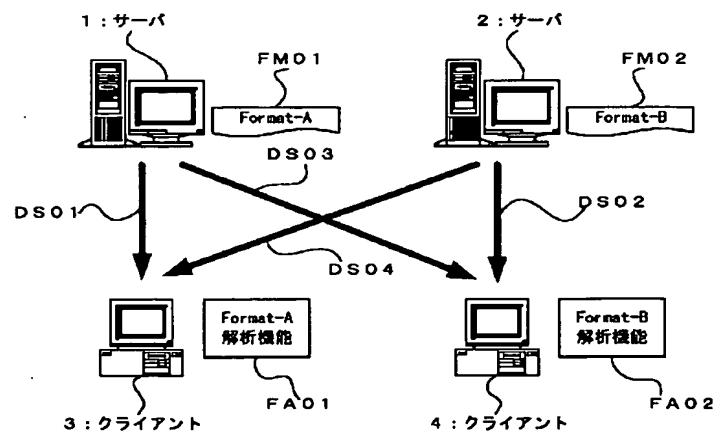 1:サーバ
2:サーバ
FM01
FM02
Format-A
Format-B
DS03
DS01
DS02
DS04
Format-A
解析機能
Format-B
解析機能
FA01
FA02
3:クライアント
4:クライアント